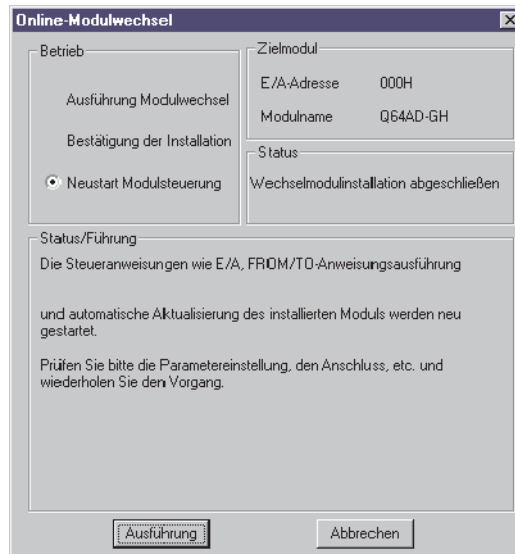 Online-Modulwechsel
Betrieb
Ausführung Modulwechsel
Bestätigung der Installation
Neustart Modulsteuerung
Zielmodul
E/A-Adresse 000H
Modulname Q64AD-GH
Status
Wechselmodulinstallation abgeschließen
Status/Führung
Die Steueranweisungen wie E/A, FROM/TO-Anweisungsausführung
und automatische Aktualisierung des installierten Moduls werden neu
gestartet.
Prüfen Sie bitte die Parametereinstellung, den Anschluss, etc. und
wiederholen Sie den Vorgang.
Ausführung
Abbrechen